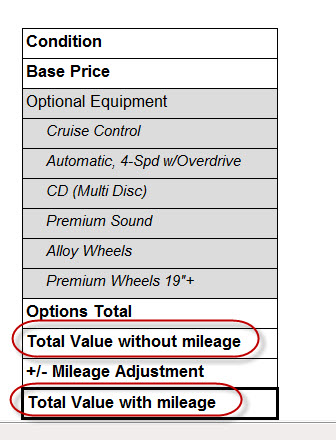 Condition
Base Price
Optional Equipment
Cruise Control
Automatic, 4-Spd w/Overdrive
CD (Multi Disc)
Premium Sound
Alloy Wheels
Premium Wheels 19"+
Options Total
Total Value without mileage
+/- Mileage Adjustment
Total Value with mileage